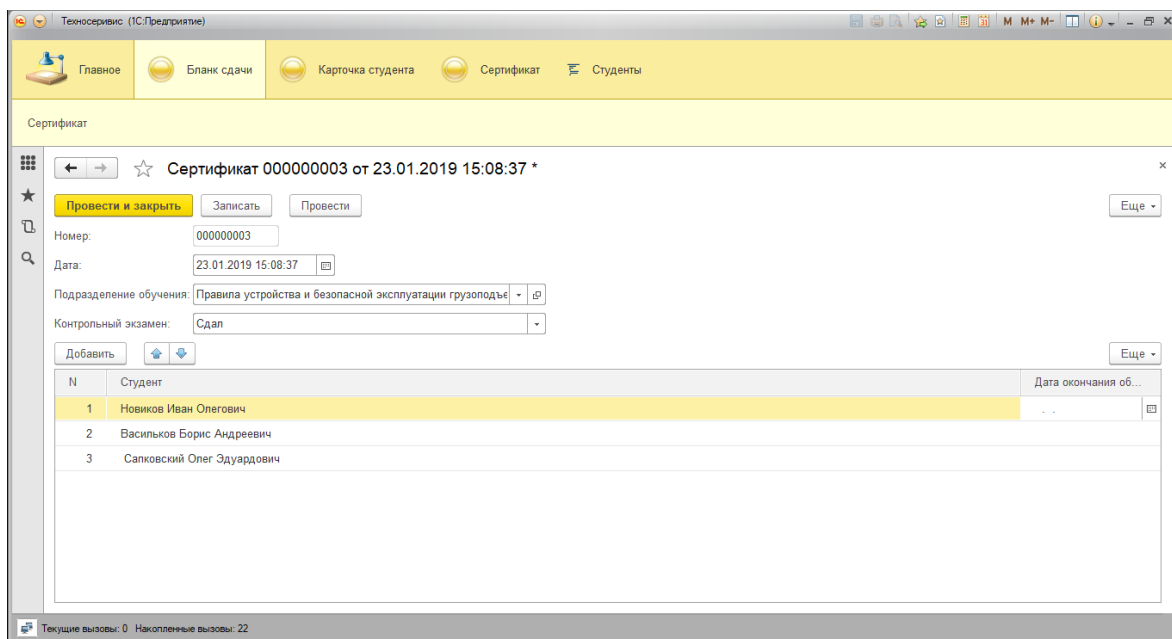 Техносеривис (1С:Предприятие)
M M+ M-
Главное Бланк сдачи Карточка студента Сертификат Студенты
Сертификат
Сертификат 000000003 от 23.01.2019 15:08:37 *
Провести и закрыть Записать Провести Еще
Номер: 000000003
Дата: 23.01.2019 15:08:37
Подразделение обучения: Правила устройства и безопасной эксплуатации грузоподъе
Контрольный экзамен: Сдал
Добавить Еще
N Студент Дата окончания об...
1 Новиков Иван Олегович . .
2 Васильков Борис Андреевич
3 Сапковский Олег Эдуардович
Текущие вызовы: 0 Накопленные вызовы: 22